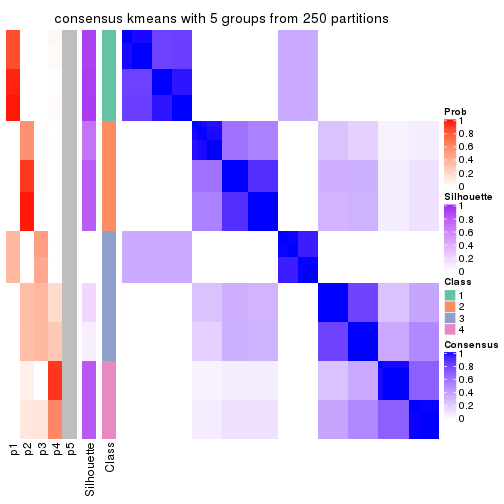 consensus kmeans with 5 groups from 250 partitions
Prob
1
0.8
0.6
0.4
0.2
0
Silhouette
1
0.8
0.6
0.4
0.2
0
Class
1
2
3
4
Consensus
1
0.8
0.6
0.4
0.2
0
p1
p2
p3
p4
p5
Silhouette
Class